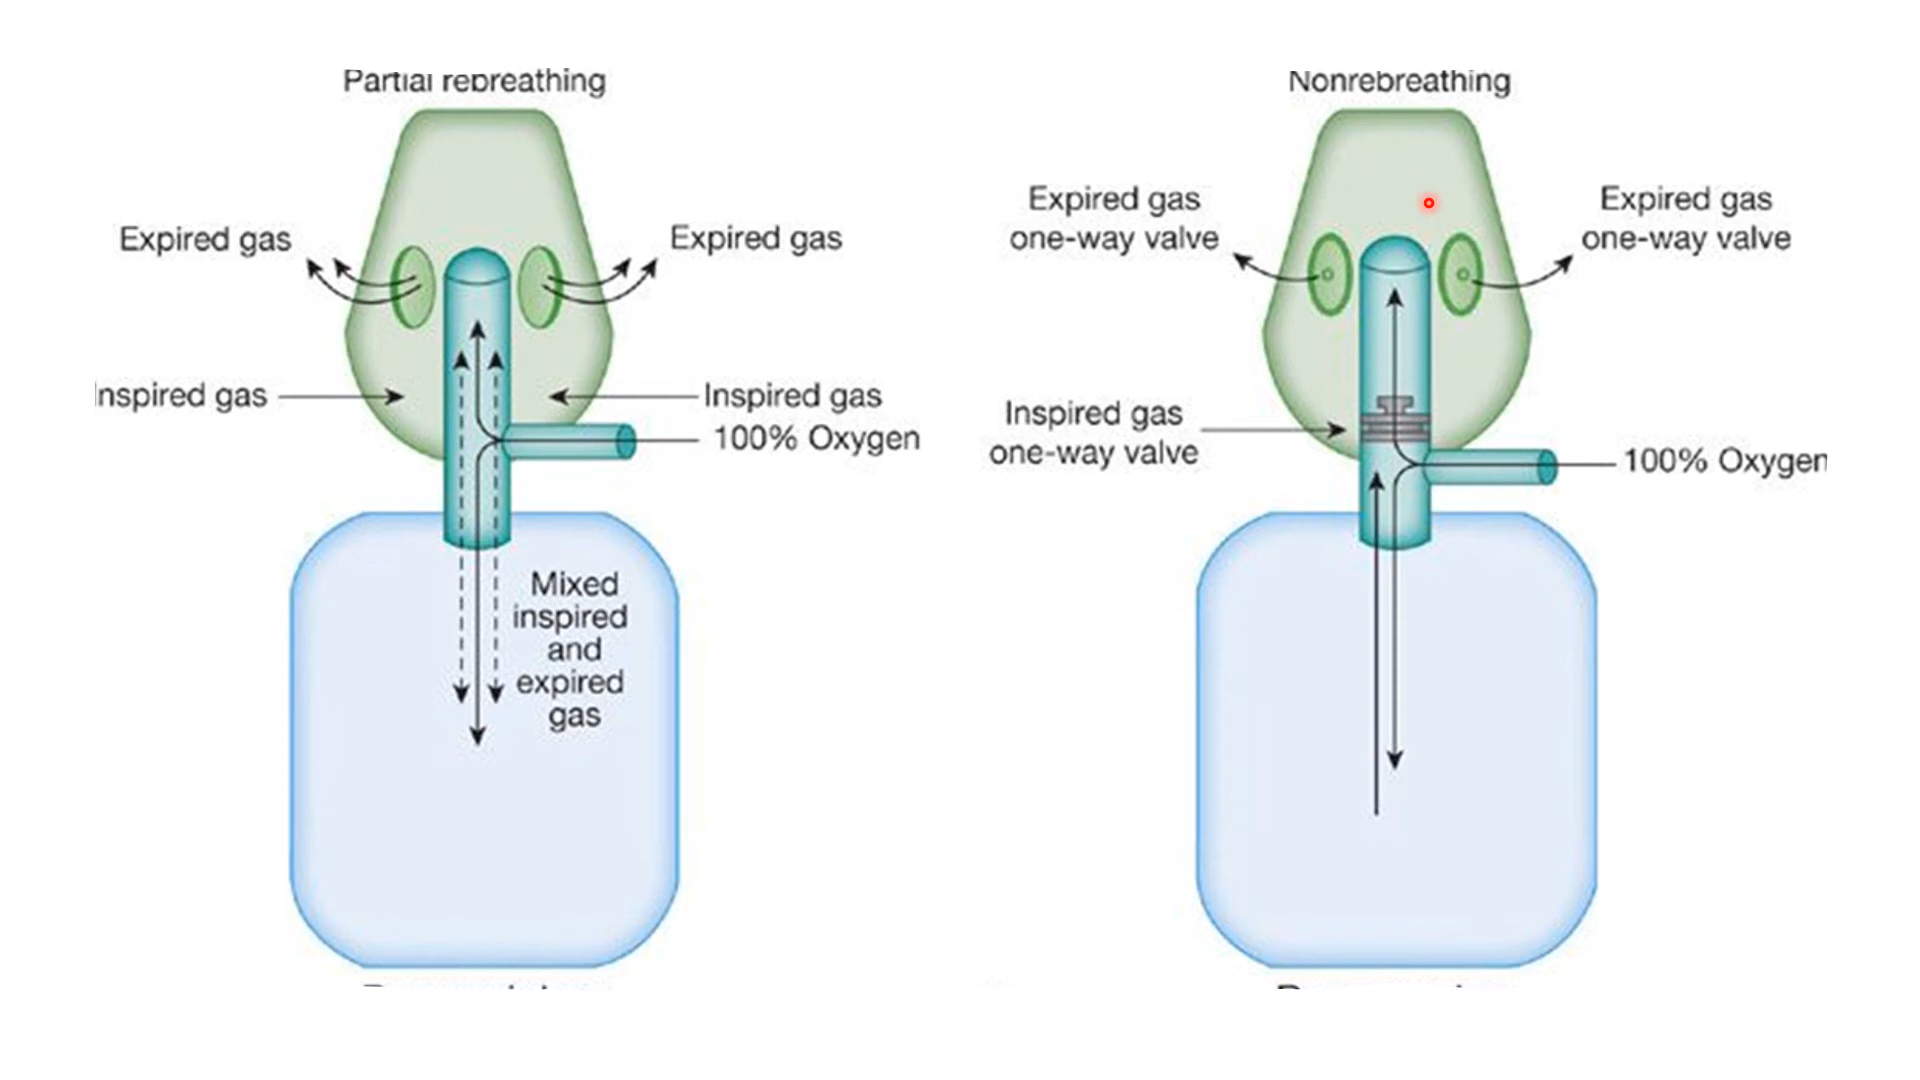 Partial rebreathing
Expired gas
Expired gas
nspired gas
Inspired gas
100% Oxygen
Mixed
inspired
and
expired
gas
Nonrebreathing
Expired gas
one-way valve
Expired gas
one-way valve
Inspired gas
one-way valve
100% Oxygen